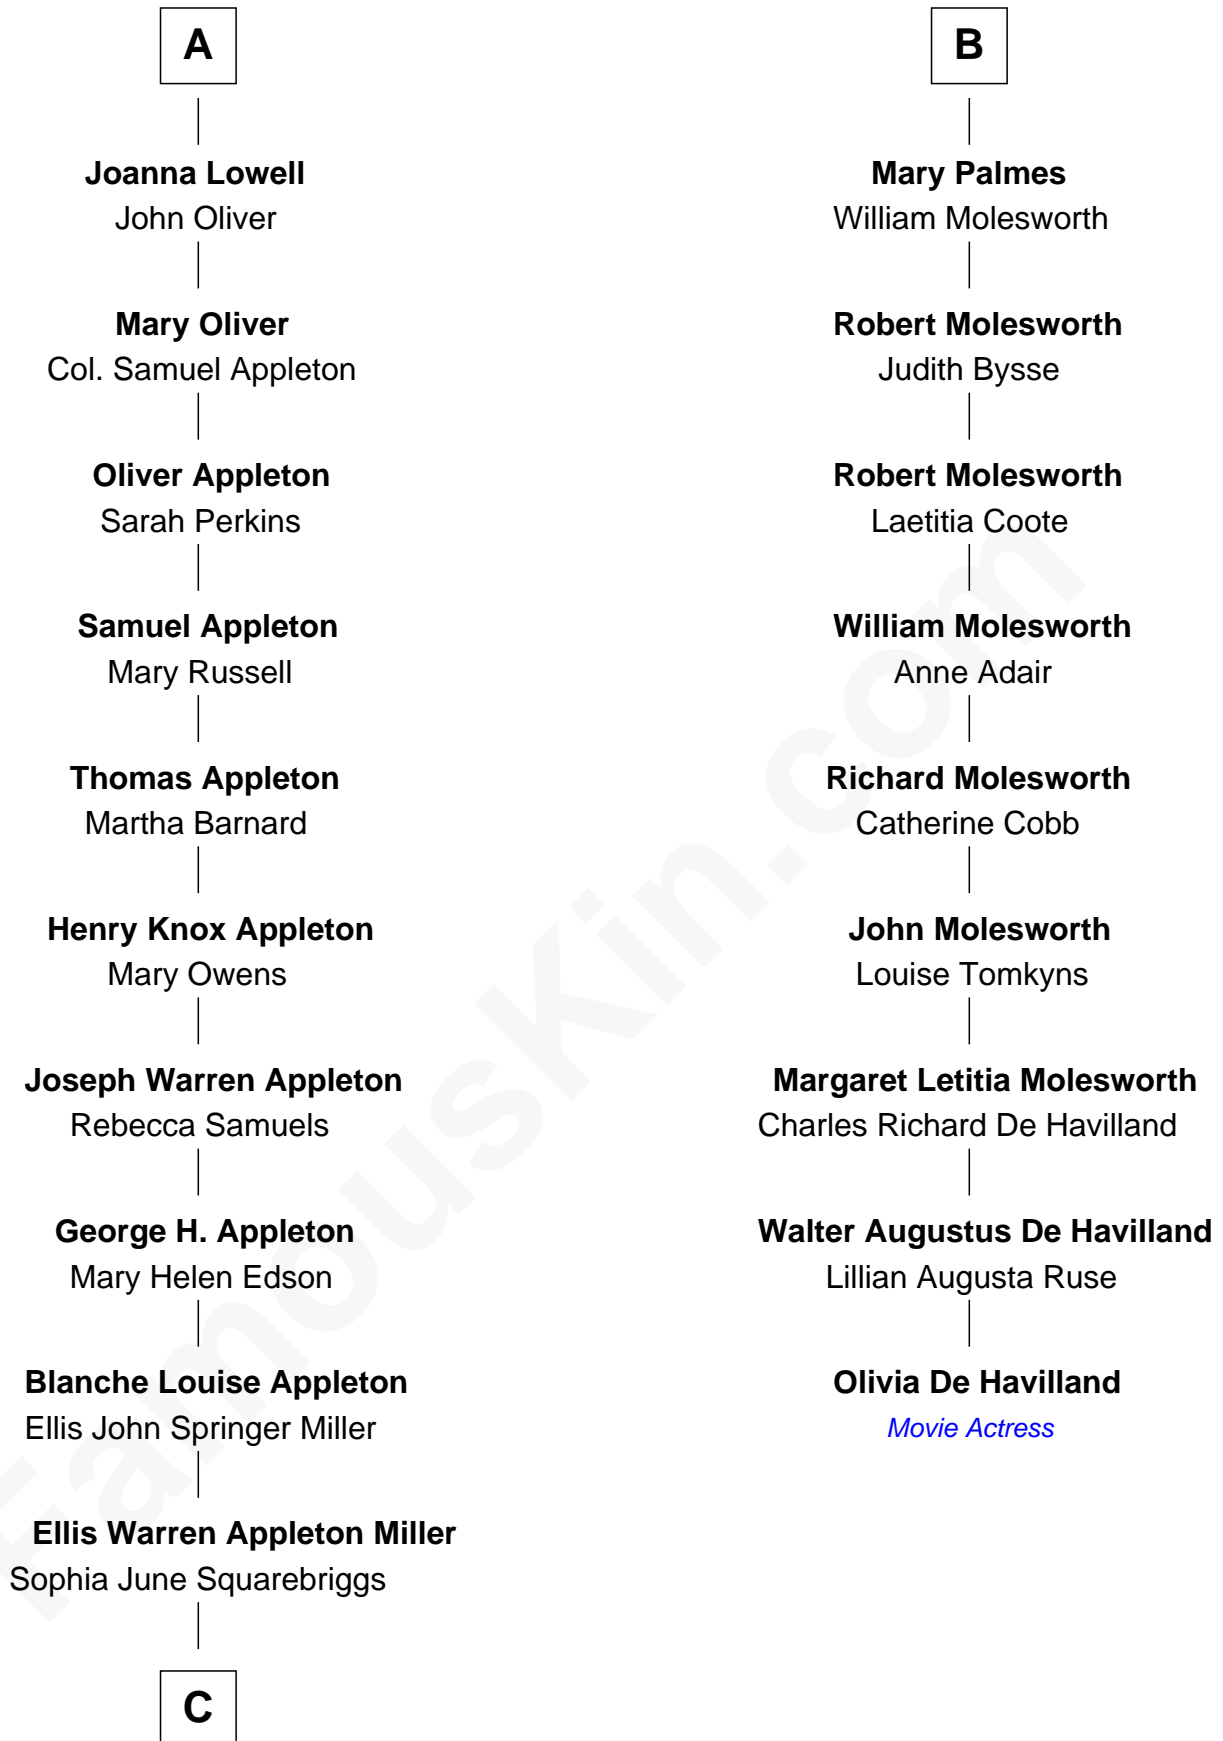 A
Joanna Lowell
John Oliver
Mary Oliver
Col. Samuel Appleton
Oliver Appleton
Sarah Perkins
Samuel Appleton
Mary Russell
Thomas Appleton
Martha Barnard
Henry Knox Appleton
Mary Owens
Joseph Warren Appleton
Rebecca Samuels
George H. Appleton
Mary Helen Edson
Blanche Louise Appleton
Ellis John Springer Miller
Ellis Warren Appleton Miller
Sophia June Squarebriggs
C
B
Mary Palmes
William Molesworth
Robert Molesworth
Judith Bysse
Robert Molesworth
Laetitia Coote
William Molesworth
Anne Adair
Richard Molesworth
Catherine Cobb
John Molesworth
Louise Tomkyns
Margaret Letitia Molesworth
Charles Richard De Havilland
Walter Augustus De Havilland
Lillian Augusta Ruse
Olivia De Havilland
Movie Actress
FamousKin.com